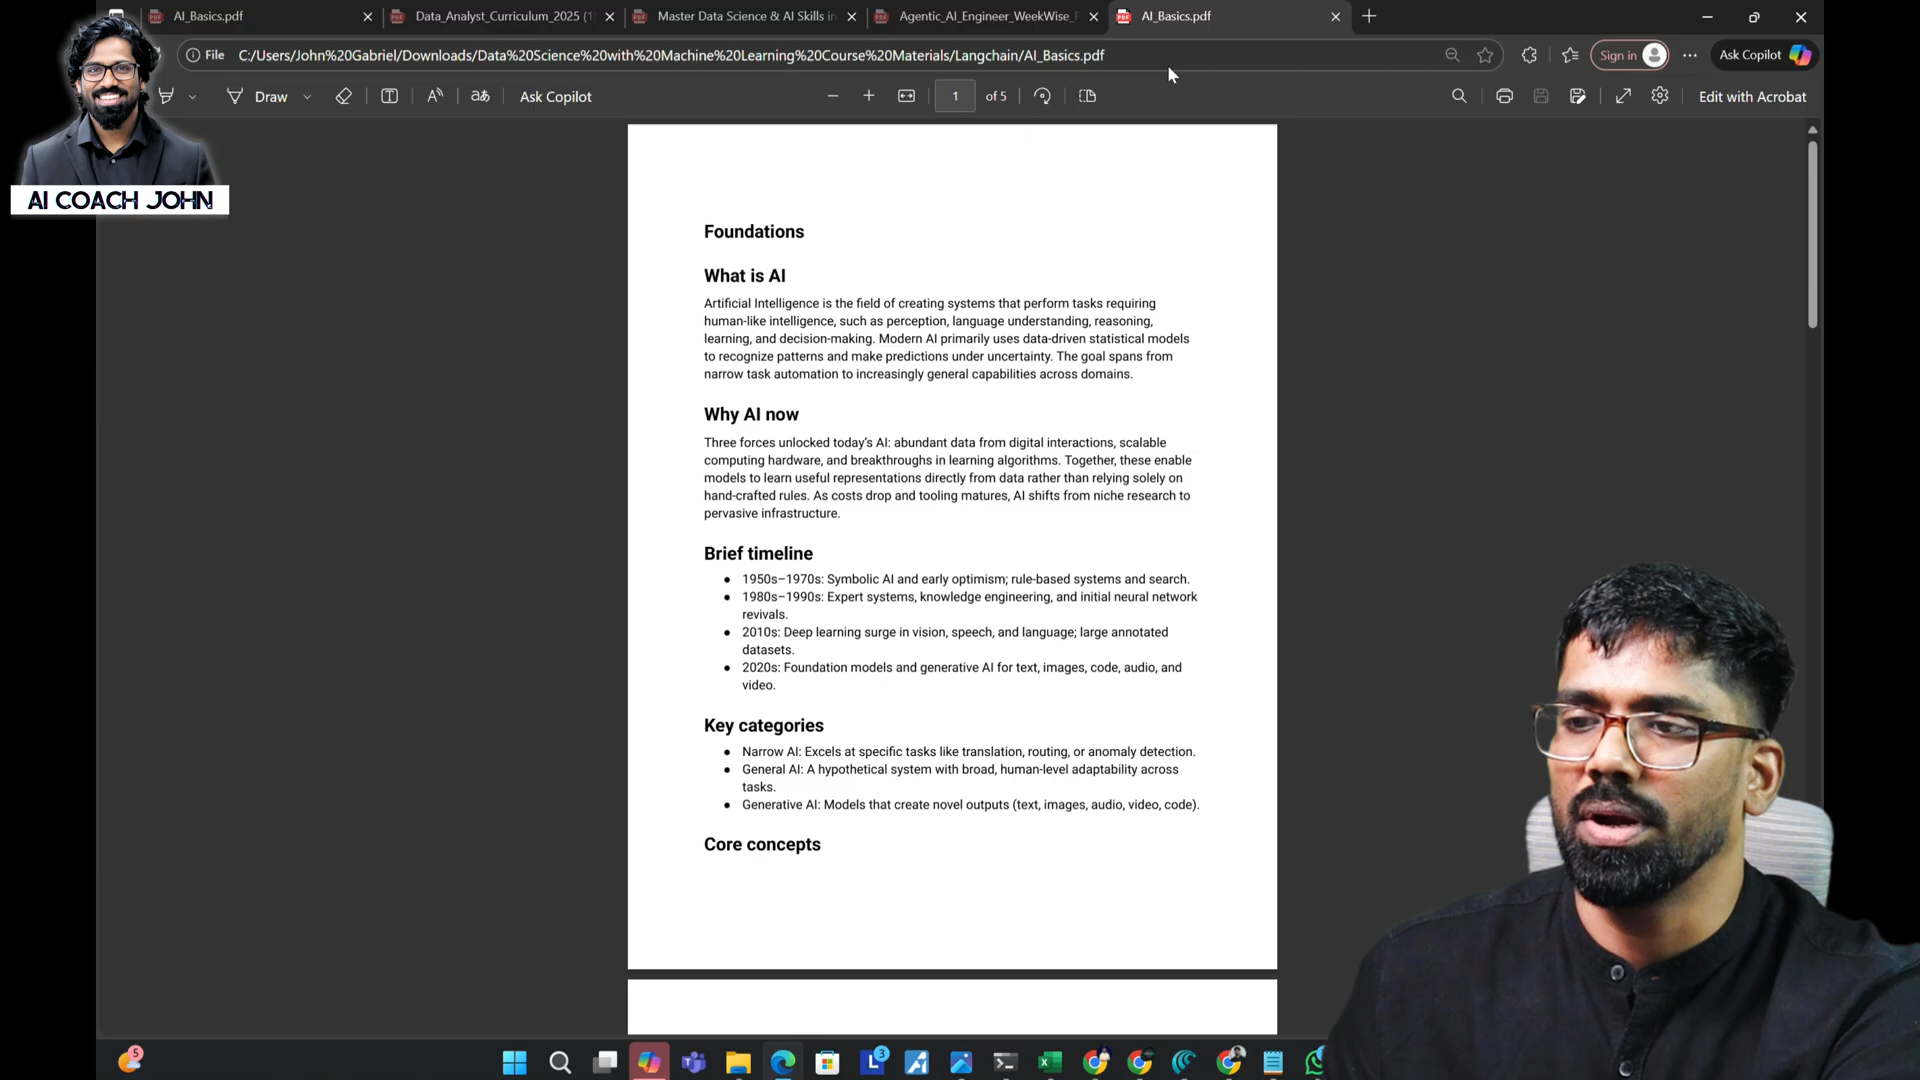 AI_Basics.pdf
Data_Analyst_Curriculum_2025 (1
Master Data Science & AI Skills in
Agentic_AI_Engineer_WeekWise_
AI_Basics.pdf
File
C:/Users/John%20Gabriel/Downloads/Data%20Science%20with%20Machine%20Learning%20Course%20Materials/Langchain/AI_Basics.pdf
Sign in
Ask Copilot
Draw
Ask Copilot
1 of 5
Edit with Acrobat
AI COACH JOHN
Foundations
What is AI
Artificial Intelligence is the field of creating systems that perform tasks requiring
human-like intelligence, such as perception, language understanding, reasoning,
learning, and decision-making. Modern AI primarily uses data-driven statistical models
to recognize patterns and make predictions under uncertainty. The goal spans from
narrow task automation to increasingly general capabilities across domains.
Why AI now
Three forces unlocked today's AI: abundant data from digital interactions, scalable
computing hardware, and breakthroughs in learning algorithms. Together, these enable
models to learn useful representations directly from data rather than relying solely on
hand-crafted rules. As costs drop and tooling matures, AI shifts from niche research to
pervasive infrastructure.
Brief timeline
● 1950s–1970s: Symbolic AI and early optimism; rule-based systems and search.
● 1980s–1990s: Expert systems, knowledge engineering, and initial neural network
revivals.
● 2010s: Deep learning surge in vision, speech, and language; large annotated
datasets.
● 2020s: Foundation models and generative AI for text, images, code, audio, and
video.
Key categories
● Narrow AI: Excels at specific tasks like translation, routing, or anomaly detection.
● General AI: A hypothetical system with broad, human-level adaptability across
tasks.
● Generative AI: Models that create novel outputs (text, images, audio, video, code).
Core concepts
5
3